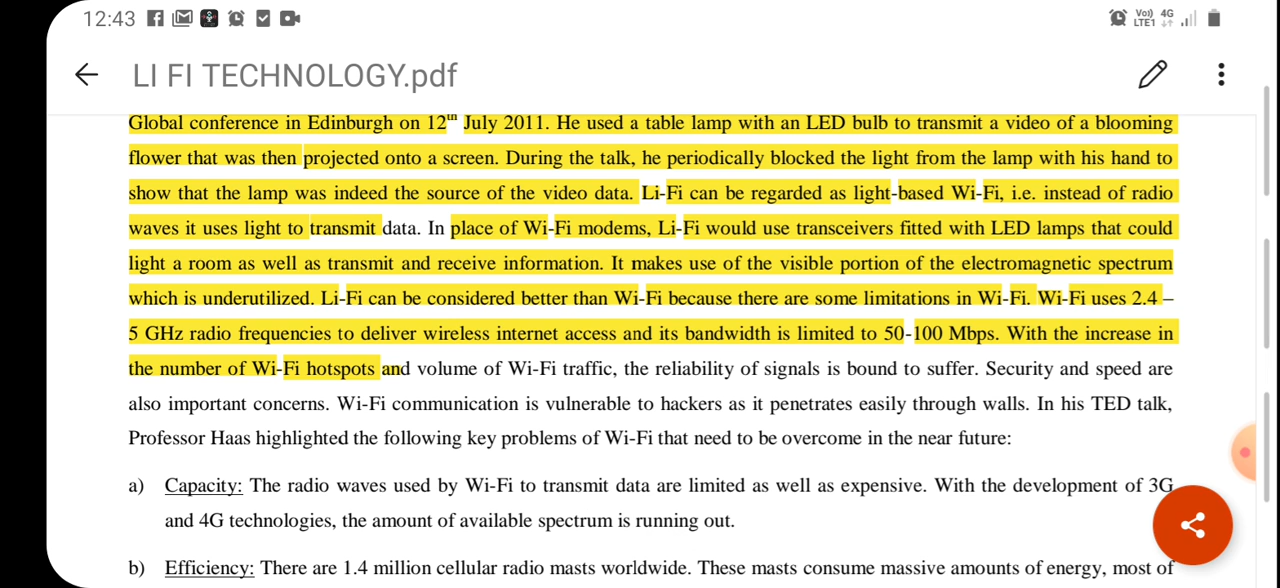 12:43
Vo)) 4G
LTE1
LI FI TECHNOLOGY.pdf
Global conference in Edinburgh on 12th July 2011. He used a table lamp with an LED bulb to transmit a video of a blooming
flower that was then projected onto a screen. During the talk, he periodically blocked the light from the lamp with his hand to
show that the lamp was indeed the source of the video data. Li-Fi can be regarded as light-based Wi-Fi, i.e. instead of radio
waves it uses light to transmit data. In place of Wi-Fi modems, Li-Fi would use transceivers fitted with LED lamps that could
light a room as well as transmit and receive information. It makes use of the visible portion of the electromagnetic spectrum
which is underutilized. Li-Fi can be considered better than Wi-Fi because there are some limitations in Wi-Fi. Wi-Fi uses 2.4 –
5 GHz radio frequencies to deliver wireless internet access and its bandwidth is limited to 50-100 Mbps. With the increase in
the number of Wi-Fi hotspots and volume of Wi-Fi traffic, the reliability of signals is bound to suffer. Security and speed are
also important concerns. Wi-Fi communication is vulnerable to hackers as it penetrates easily through walls. In his TED talk,
Professor Haas highlighted the following key problems of Wi-Fi that need to be overcome in the near future:
a) Capacity: The radio waves used by Wi-Fi to transmit data are limited as well as expensive. With the development of 3G
and 4G technologies, the amount of available spectrum is running out.
b) Efficiency: There are 1.4 million cellular radio masts worldwide. These masts consume massive amounts of energy, most of